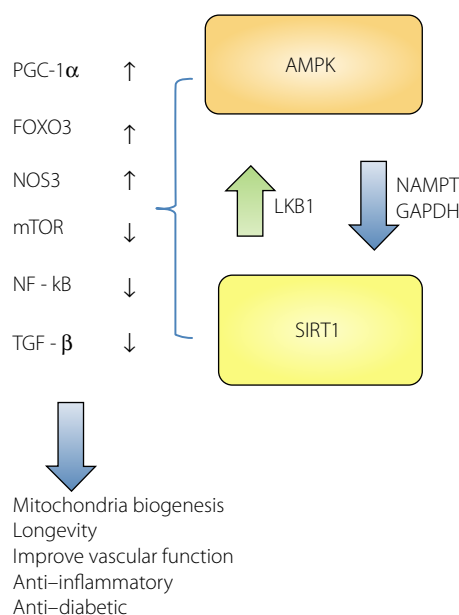 AMPK
PGC-1α ↑
FOXO3 ↑
NOS3 ↑
mTOR ↓
NF - kB ↓
TGF - β ↓
LKB1
NAMPT
GAPDH
SIRT1
Mitochondria biogenesis
Longevity
Improve vascular function
Anti–inflammatory
Anti–diabetic